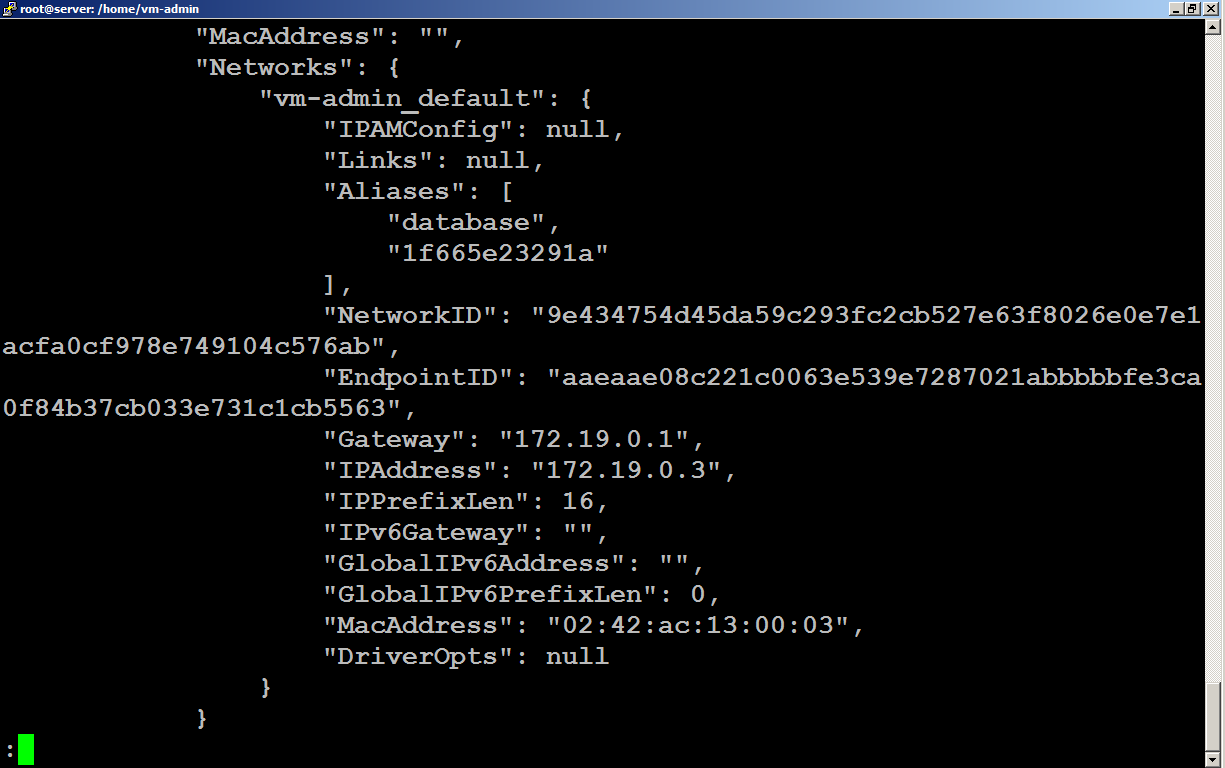 root@server: /home/vm-admin
"MacAddress": "",
"Networks": {
"vm-admin_default": {
"IPAMConfig": null,
"Links": null,
"Aliases": [
"database",
"1f665e23291a"
],
"NetworkID": "9e434754d45da59c293fc2cb527e63f8026e0e7e1
acfa0cf978e749104c576ab",
"EndpointID": "aaeaae08c221c0063e539e7287021abbbbbfe3ca
0f84b37cb033e731c1cb5563",
"Gateway": "172.19.0.1",
"IPAddress": "172.19.0.3",
"IPPrefixLen": 16,
"IPv6Gateway": "",
"GlobalIPv6Address": "",
"GlobalIPv6PrefixLen": 0,
"MacAddress": "02:42:ac:13:00:03",
"DriverOpts": null
}
}
: